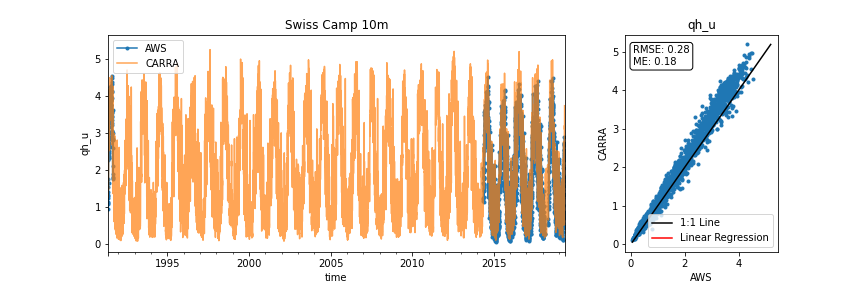 Swiss Camp 10m
AWS
CARRA
qh_u
5
4
3
2
1
0
1995
2000
2005
2010
2015
time
qh_u
RMSE: 0.28
ME: 0.18
CARRA
5
4
3
2
1
0
1:1 Line
Linear Regression
0
2
4
AWS